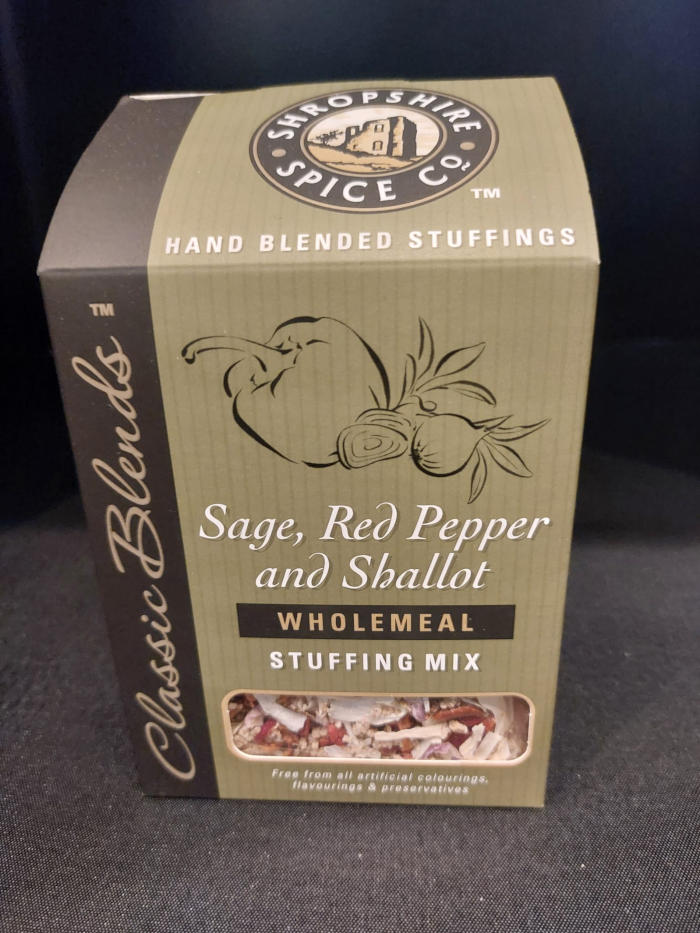 SHROPSHIRE
SPICE CO.
TM
HAND BLENDED STUFFINGS
TM
Classic Blends
Sage, Red Pepper
and Shallot
WHOLEMEAL
STUFFING MIX
Free from all artificial colourings,
flavourings & preservatives